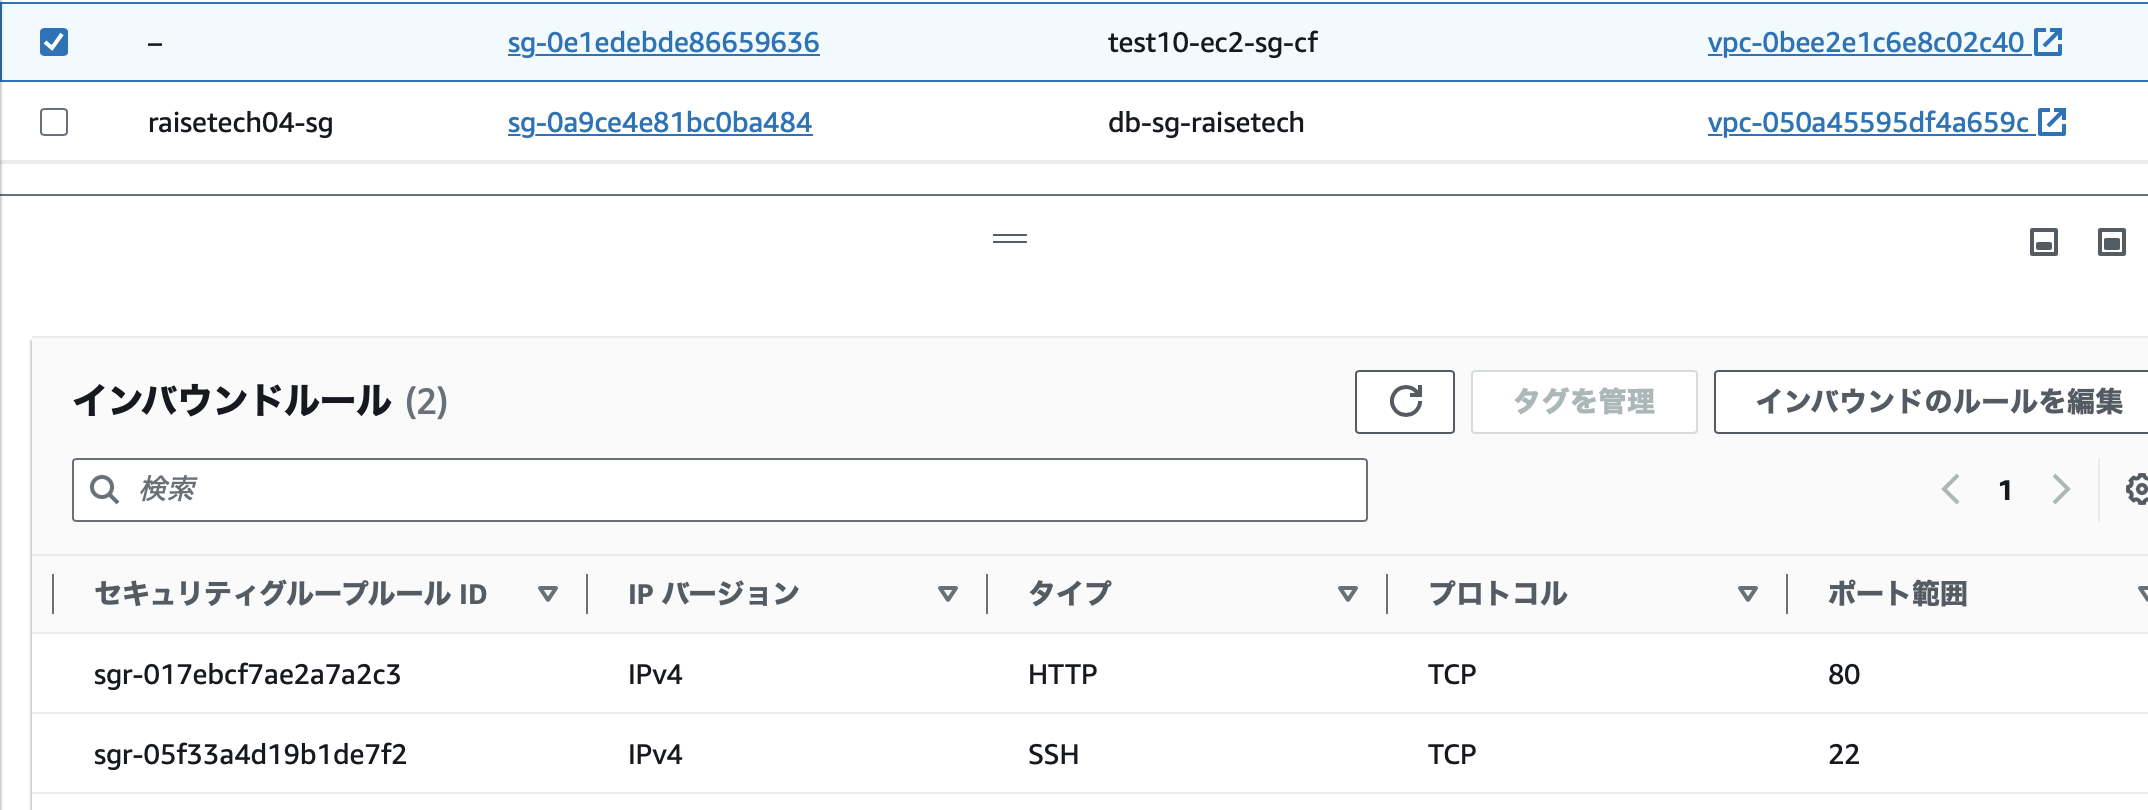 – sg-0e1edebde86659636 test10-ec2-sg-cf vpc-0bee2e1c6e8c02c40
raisetech04-sg sg-0a9ce4e81bc0ba484 db-sg-raisetech vpc-050a45595df4a659c
インバウンドルール (2) タグを管理 インバウンドのルールを編集
検索 1
セキュリティグループルール ID IP バージョン タイプ プロトコル ポート範囲
sgr-017ebcf7ae2a7a2c3 IPv4 HTTP TCP 80
sgr-05f33a4d19b1de7f2 IPv4 SSH TCP 22